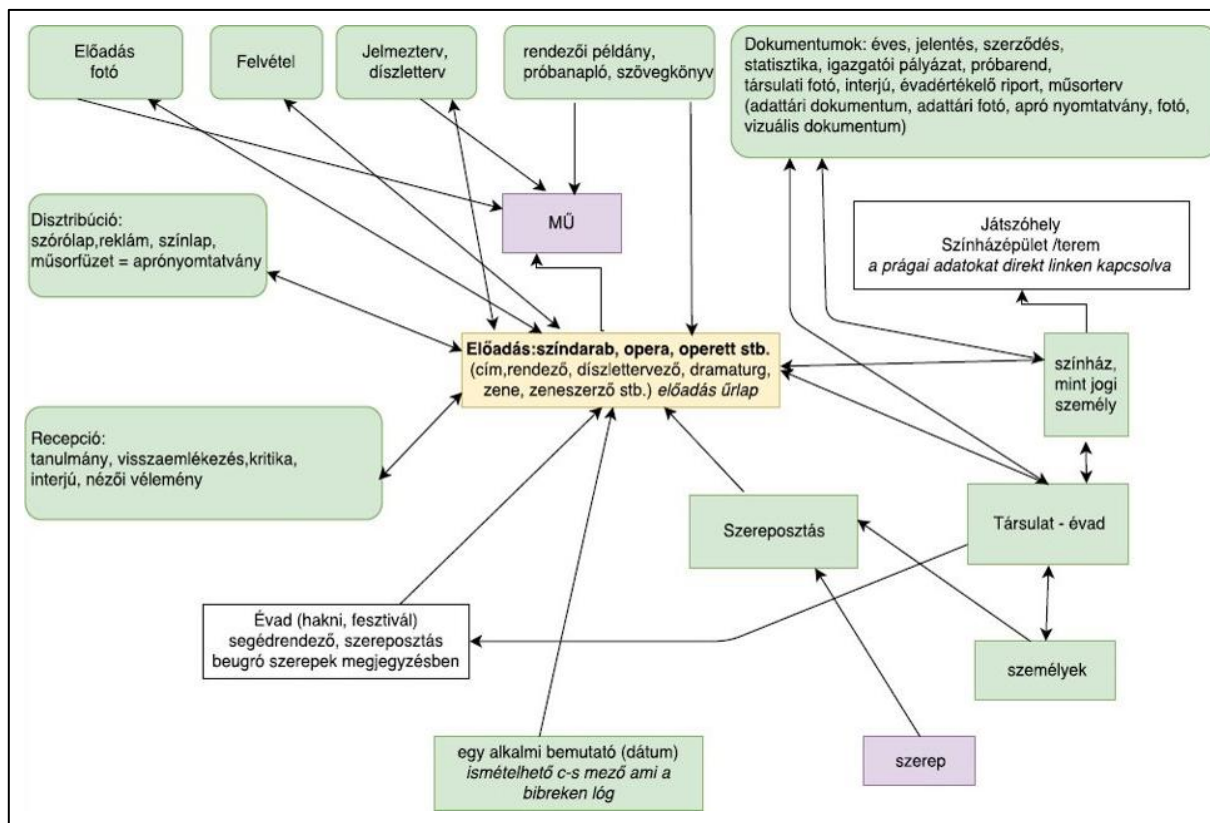 Előadás
fotó
Felvétel
Jelmezterv,
díszletterv
rendezői példány,
próbanapló, szövegkönyv
Dokumentumok: éves, jelentés, szerződés,
statisztika, igazgatói pályázat, próbarend,
társulati fotó, interjú, évadértékelő riport, műsorterv
(adattári dokumentum, adattári fotó, apró nyomtatvány, fotó,
vizuális dokumentum)
MŰ
Disztribúció:
szórólap,reklám, színlap,
műsorfüzet = aprónyomtatvány
Játszóhely
Színházépület /terem
a prágai adatokat direkt linken kapcsolva
Előadás:színdarab, opera, operett stb.
(cím,rendező, díszlettervező, dramaturg,
zene, zeneszerző stb.) előadás űrlap
színház,
mint jogi
személy
Recepció:
tanulmány, visszaemlékezés,kritika,
interjú, nézői vélemény
Szereposztás
Társulat - évad
Évad (hakni, fesztivál)
segédrendező, szereposztás
beugró szerepek megjegyzésben
személyek
egy alkalmi bemutató (dátum)
ismételhető c-s mező ami a
bibreken lóg
szerep